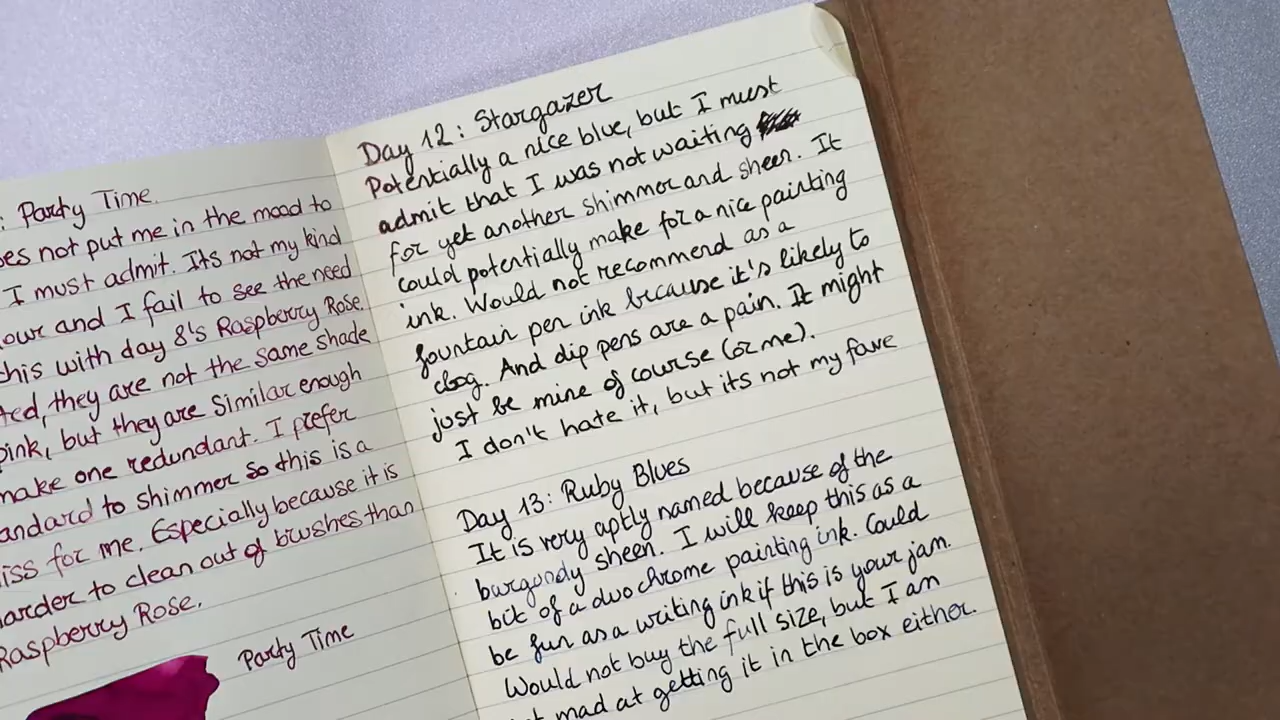 : Party Time.
does not put me in the mood to
I must admit. Its not my kind
our and I fail to see the need
this with day 8's Raspberry Rose.
ted, they are not the same shade
pink, but they are similar enough
make one redundant. I prefer
andard to shimmer so this is a
iss for me. Especially because it is
harder to clean out of brushes than
Raspberry Rose.
Party Time
Day 12: Stargazer
Potentially a nice blue, but I must
admit that I was not waiting
for yet another shimmer and sheen. It
could potentially make for a nice painting
ink. Would not recommend as a
fountain pen ink because it's likely to
clog. And dip pens are a pain. It might
just be mine of course (or me).
I don't hate it, but its not my fave
Day 13: Ruby Blues
It is very aptly named because of the
burgundy sheen. I will keep this as a
bit of a duo chrome painting ink. Could
be fun as a writing ink if this is your jam.
Would not buy the full size, but I am
mad at getting it in the box either.